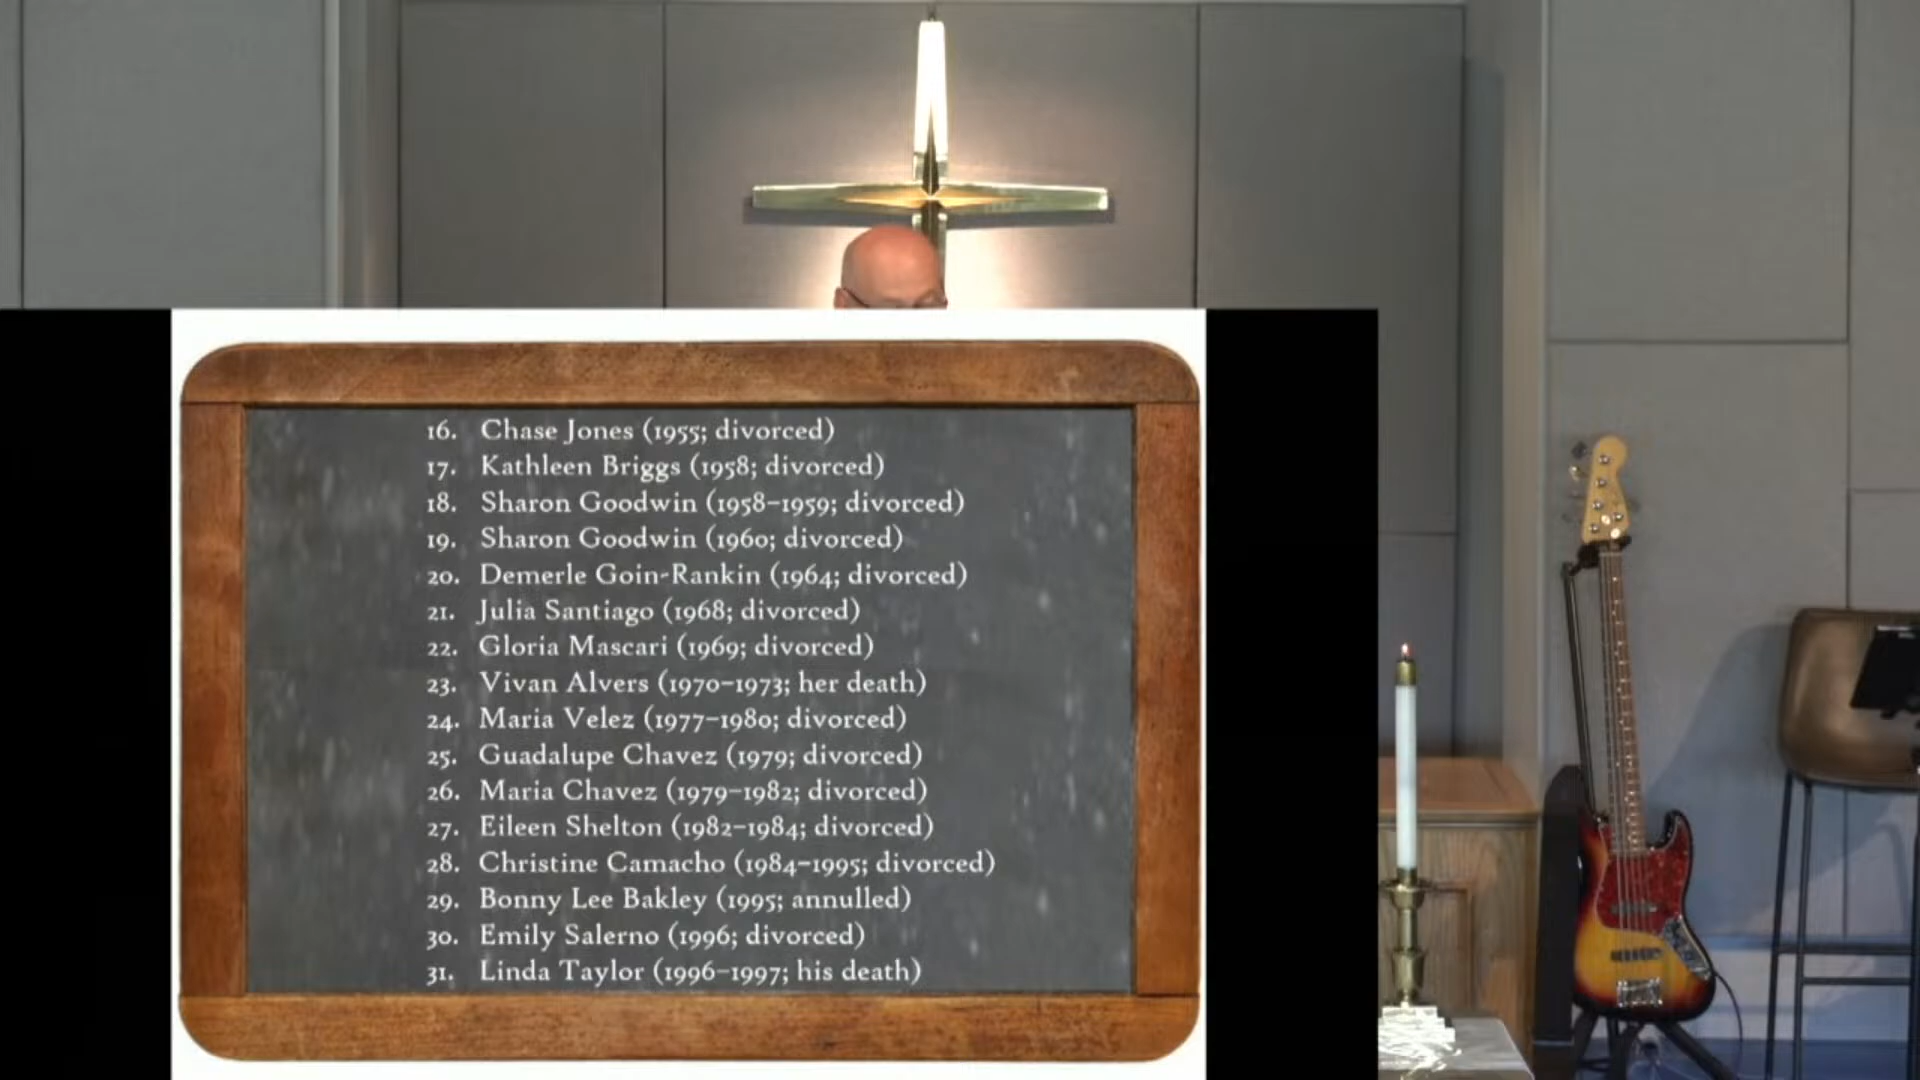 16. Chase Jones (1955; divorced)
17. Kathleen Briggs (1958; divorced)
18. Sharon Goodwin (1958–1959; divorced)
19. Sharon Goodwin (1960; divorced)
20. Demerle Goin-Rankin (1964; divorced)
21. Julia Santiago (1968; divorced)
22. Gloria Mascari (1969; divorced)
23. Vivan Alvers (1970–1973; her death)
24. Maria Velez (1977–1980; divorced)
25. Guadalupe Chavez (1979; divorced)
26. Maria Chavez (1979–1982; divorced)
27. Eileen Shelton (1982–1984; divorced)
28. Christine Camacho (1984–1995; divorced)
29. Bonny Lee Bakley (1995; annulled)
30. Emily Salerno (1996; divorced)
31. Linda Taylor (1996–1997; his death)